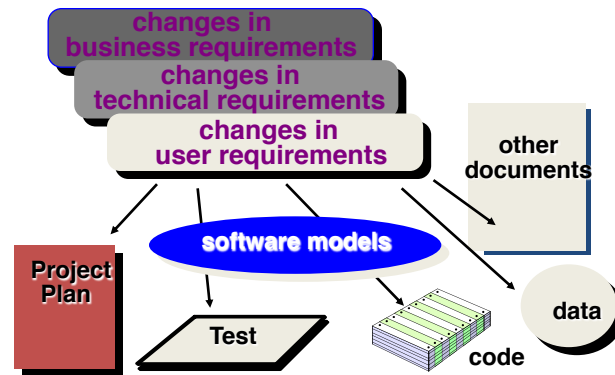 changes in
business requirements
changes in
technical requirements
changes in
user requirements
other
documents
software models
Project
Plan
Test
code
data